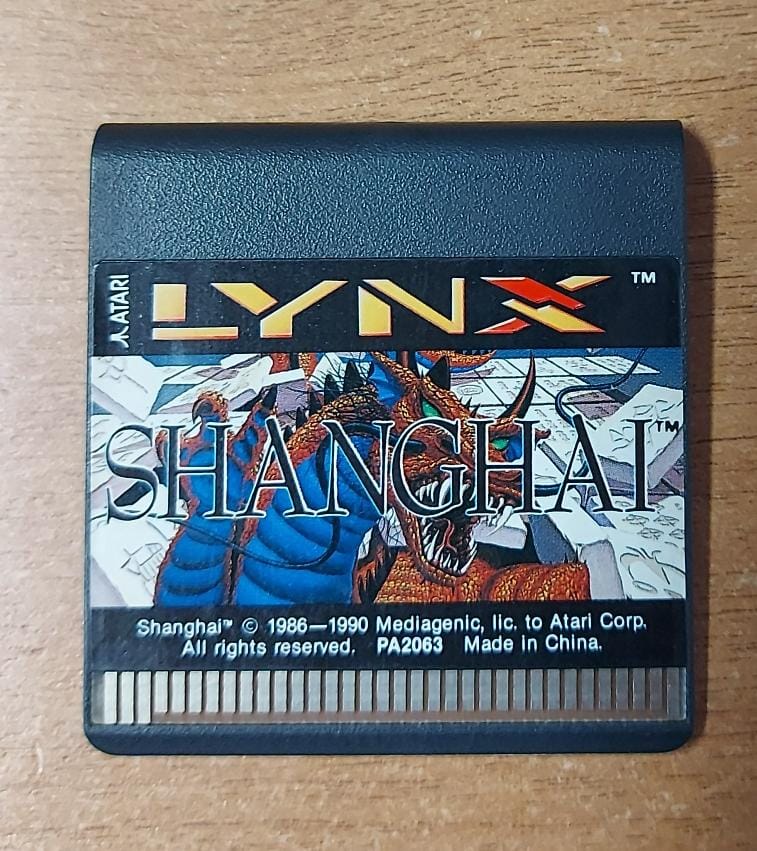 ATARI
LYNX™
SHANGHAI™
Shanghai™ © 1986—1990 Mediagenic, lic. to Atari Corp.
All rights reserved. PA2063 Made in China.